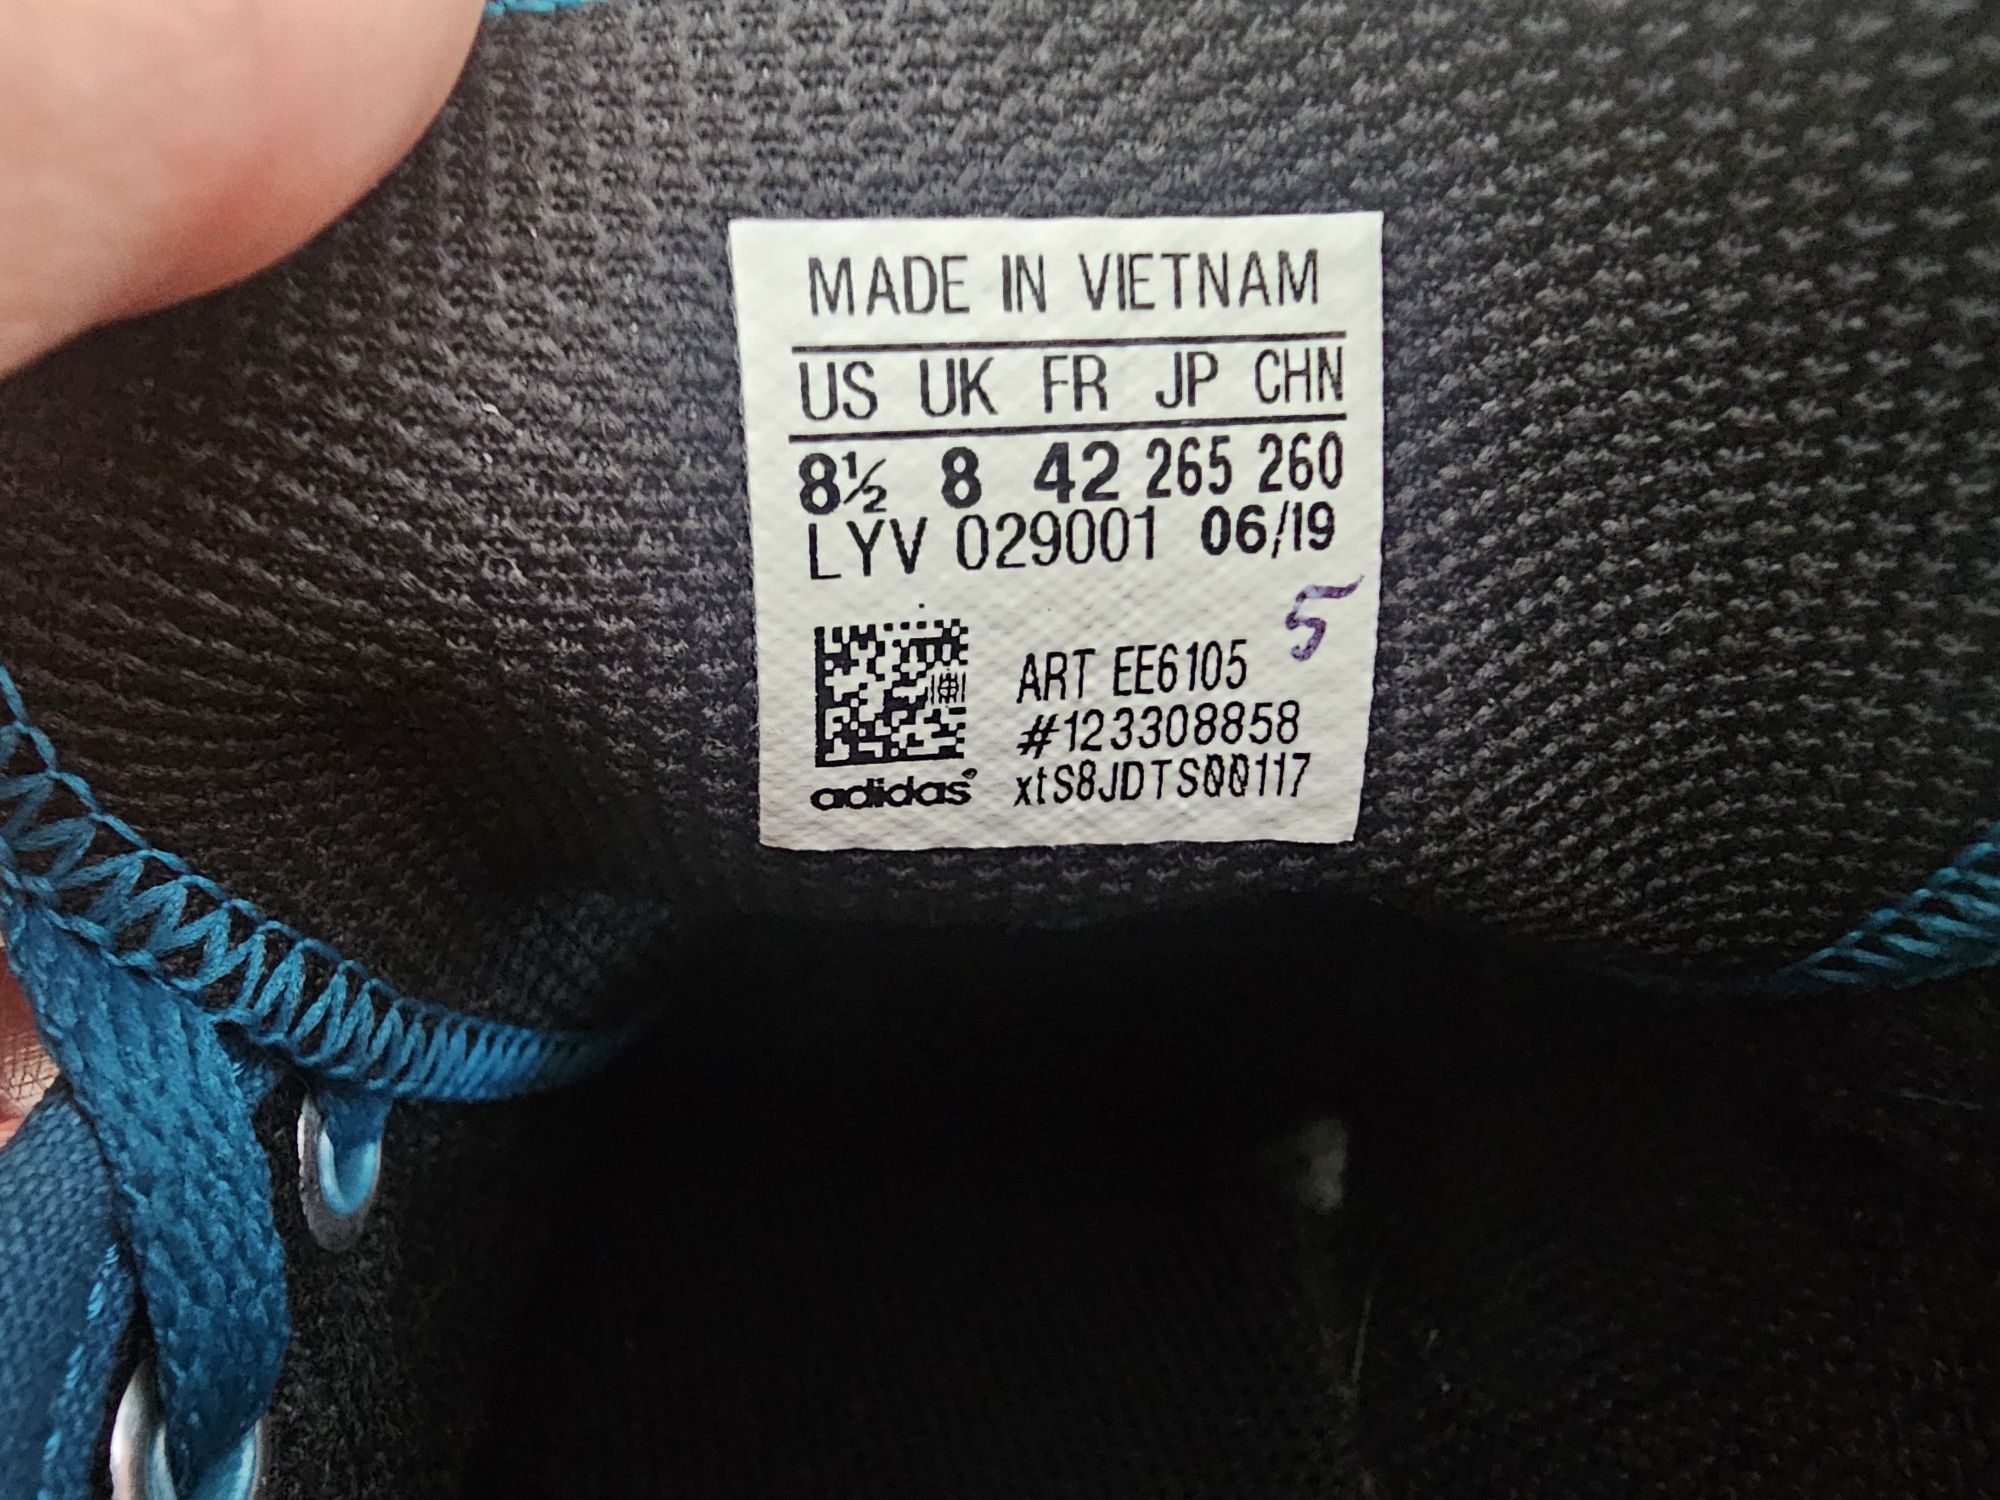 MADE IN VIETNAM
US UK FR JP CHN
8½ 8 42 265 260
LYV 029001 06/19
5
ART EE6105
#123308858
adidas® xtS8JDTS00117